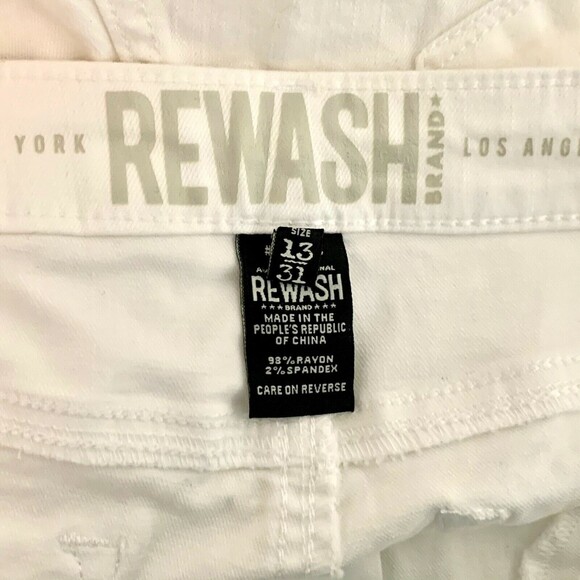 YORK REWASH BRAND★ LOS ANG
SIZE
13
31
REWASH
★★★BRAND★★★
MADE IN THE
PEOPLE'S REPUBLIC
OF CHINA
98% RAYON
2% SPANDEX
CARE ON REVERSE